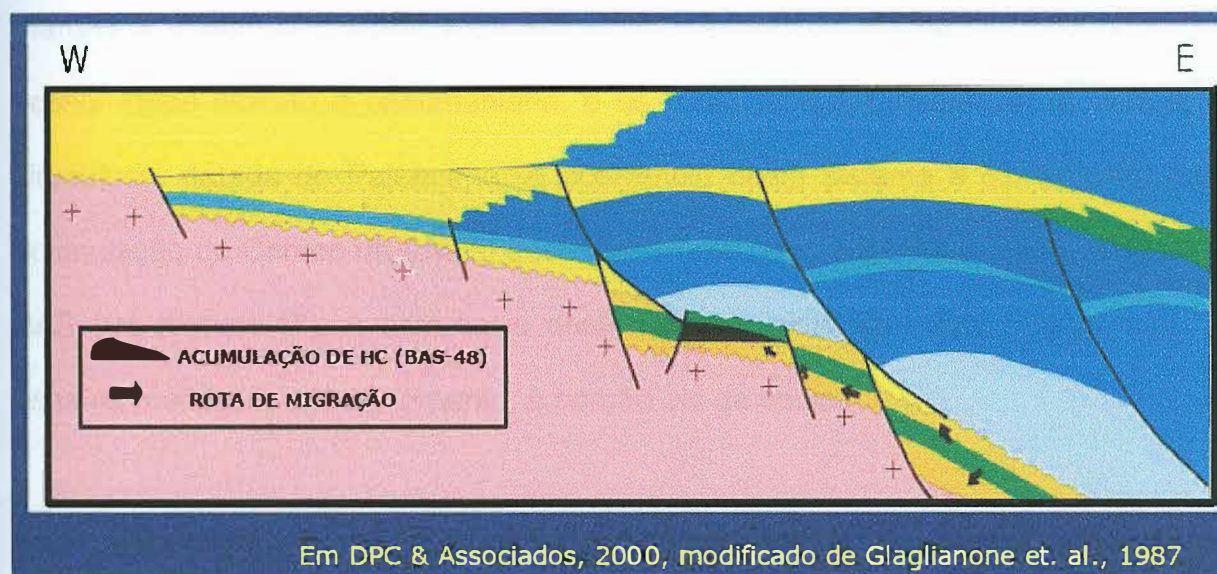 W
E
ACUMULAÇÃO DE HC (BAS-48)
ROTA DE MIGRAÇÃO
Em DPC & Associados, 2000, modificado de Glaglianone et. al., 1987